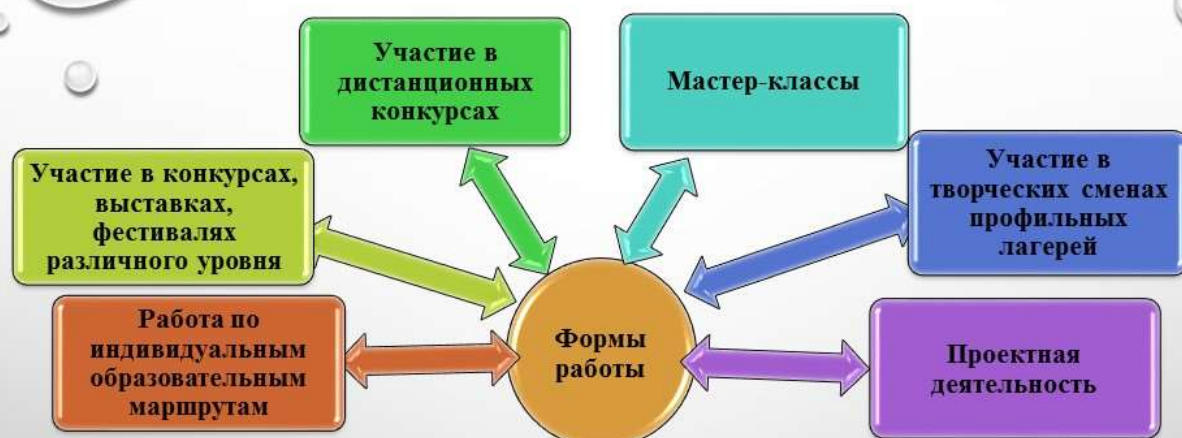 Участие в
дистанционных
конкурсах
Мастер-классы
Участие в конкурсах,
выставках,
фестивалях
различного уровня
Участие в
творческих сменах
профильных
лагерей
Работа по
индивидуальным
образовательным
маршрутам
Формы
работы
Проектная
деятельность